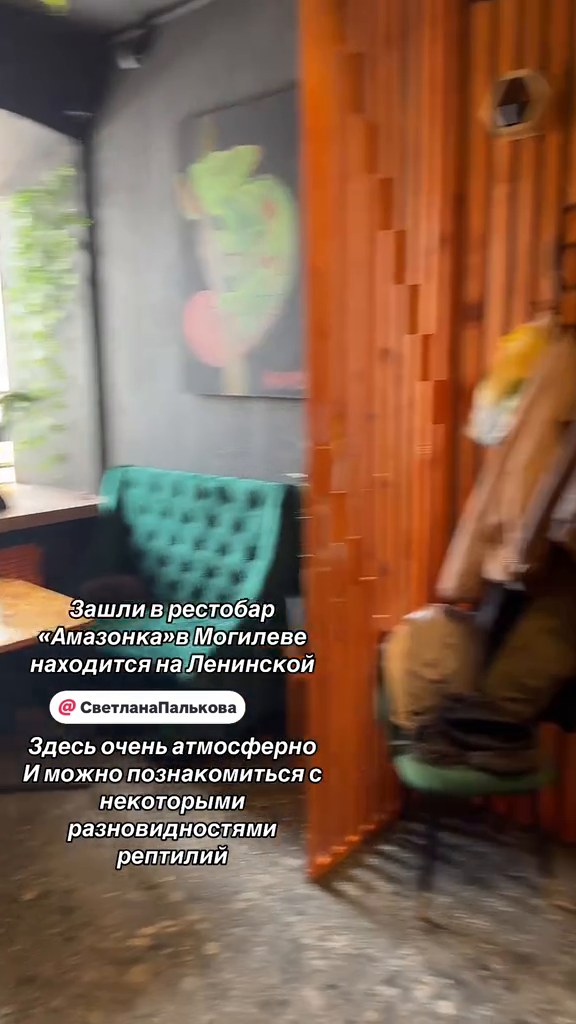 Зашли в рестобар
«Амазонка»в Могилеве
находится на Ленинской
@ СветланаПалькова
Здесь очень атмосферно
И можно познакомиться с
некоторыми
разновидностями
рептилий